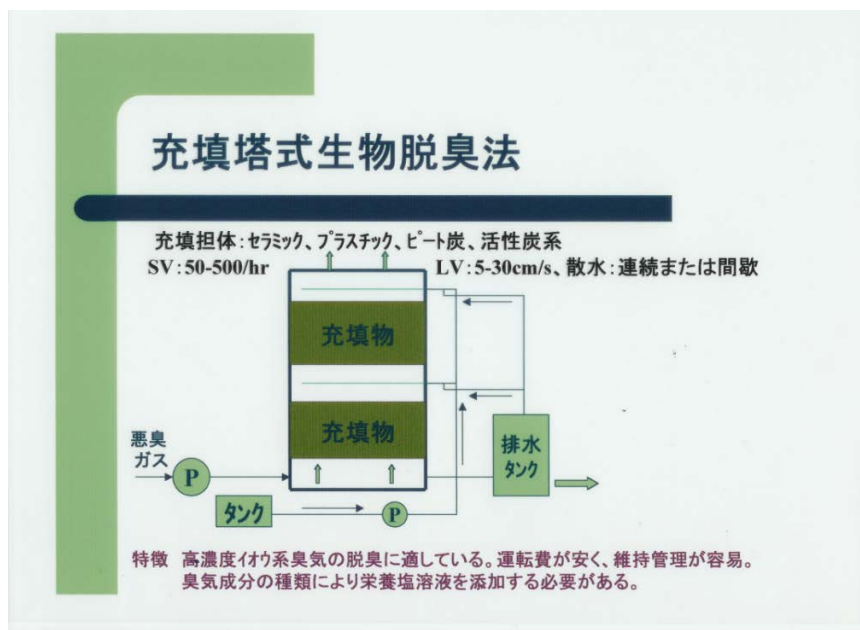 充填塔式生物脱臭法
充填担体：セラミック、プラスチック、ピート炭、活性炭系
SV：50-500/hr
LV：5-30cm/s、散水：連続または間歇
充填物
充填物
悪臭
ガス
P
排水
タンク
タンク
P
特徴 高濃度イオウ系臭気の脱臭に適している。運転費が安く、維持管理が容易。
臭気成分の種類により栄養塩溶液を添加する必要がある。